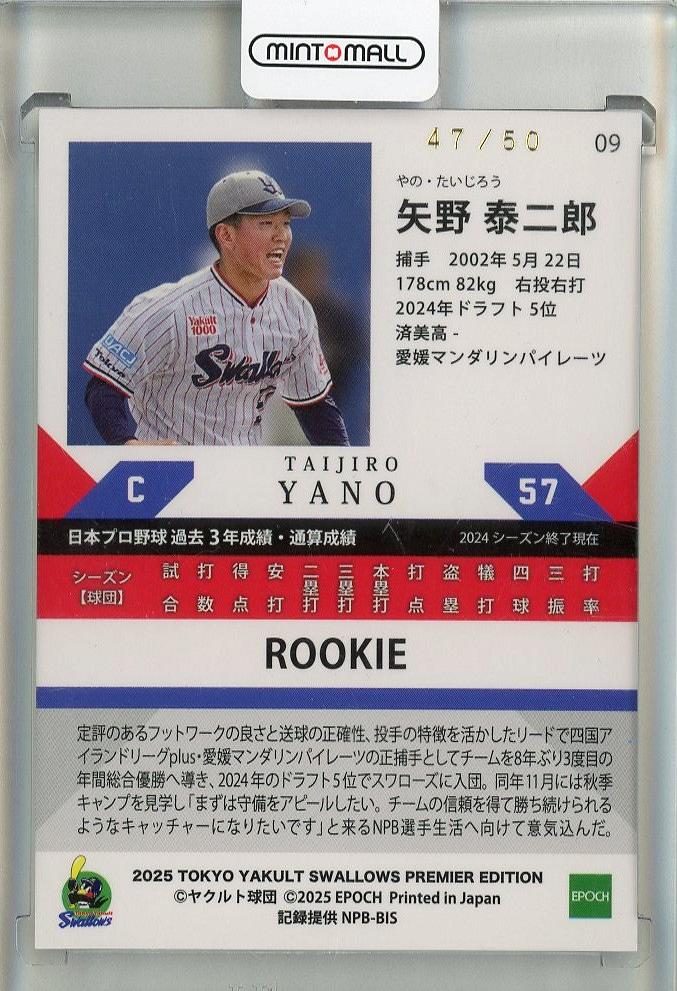 MINTMALL
47/50
09
やの・たいじろう
矢野 泰二郎
捕手 2002年5月22日
178cm 82kg 右投右打
2024年ドラフト5位
済美高 -
愛媛マンダリンパイレーツ
Yakult
1000
UACJ
Tokyo
Swallows
TAIJIRO
YANO
C
57
日本プロ野球 過去3年成績・通算成績 2024シーズン終了現在
シーズン【球団】 試合 打数 得点 安打 二塁打 三塁打 本塁打 打点 盗塁 犠打 四球 三振 打率
ROOKIE
定評のあるフットワークの良さと送球の正確性、投手の特徴を活かしたリードで四国ア
イランドリーグplus・愛媛マンダリンパイレーツの正捕手としてチームを8年ぶり3度目の
年間総合優勝へ導き、2024年のドラフト5位でスワローズに入団。同年11月には秋季
キャンプを見学し「まずは守備をアピールしたい。チームの信頼を得て勝ち続けられる
ようなキャッチャーになりたいです」と来るNPB選手生活へ向けて意気込んだ。
2025 TOKYO YAKULT SWALLOWS PREMIER EDITION
©ヤクルト球団 ©2025 EPOCH Printed in Japan
記録提供 NPB-BIS
Swallows
EPOCH